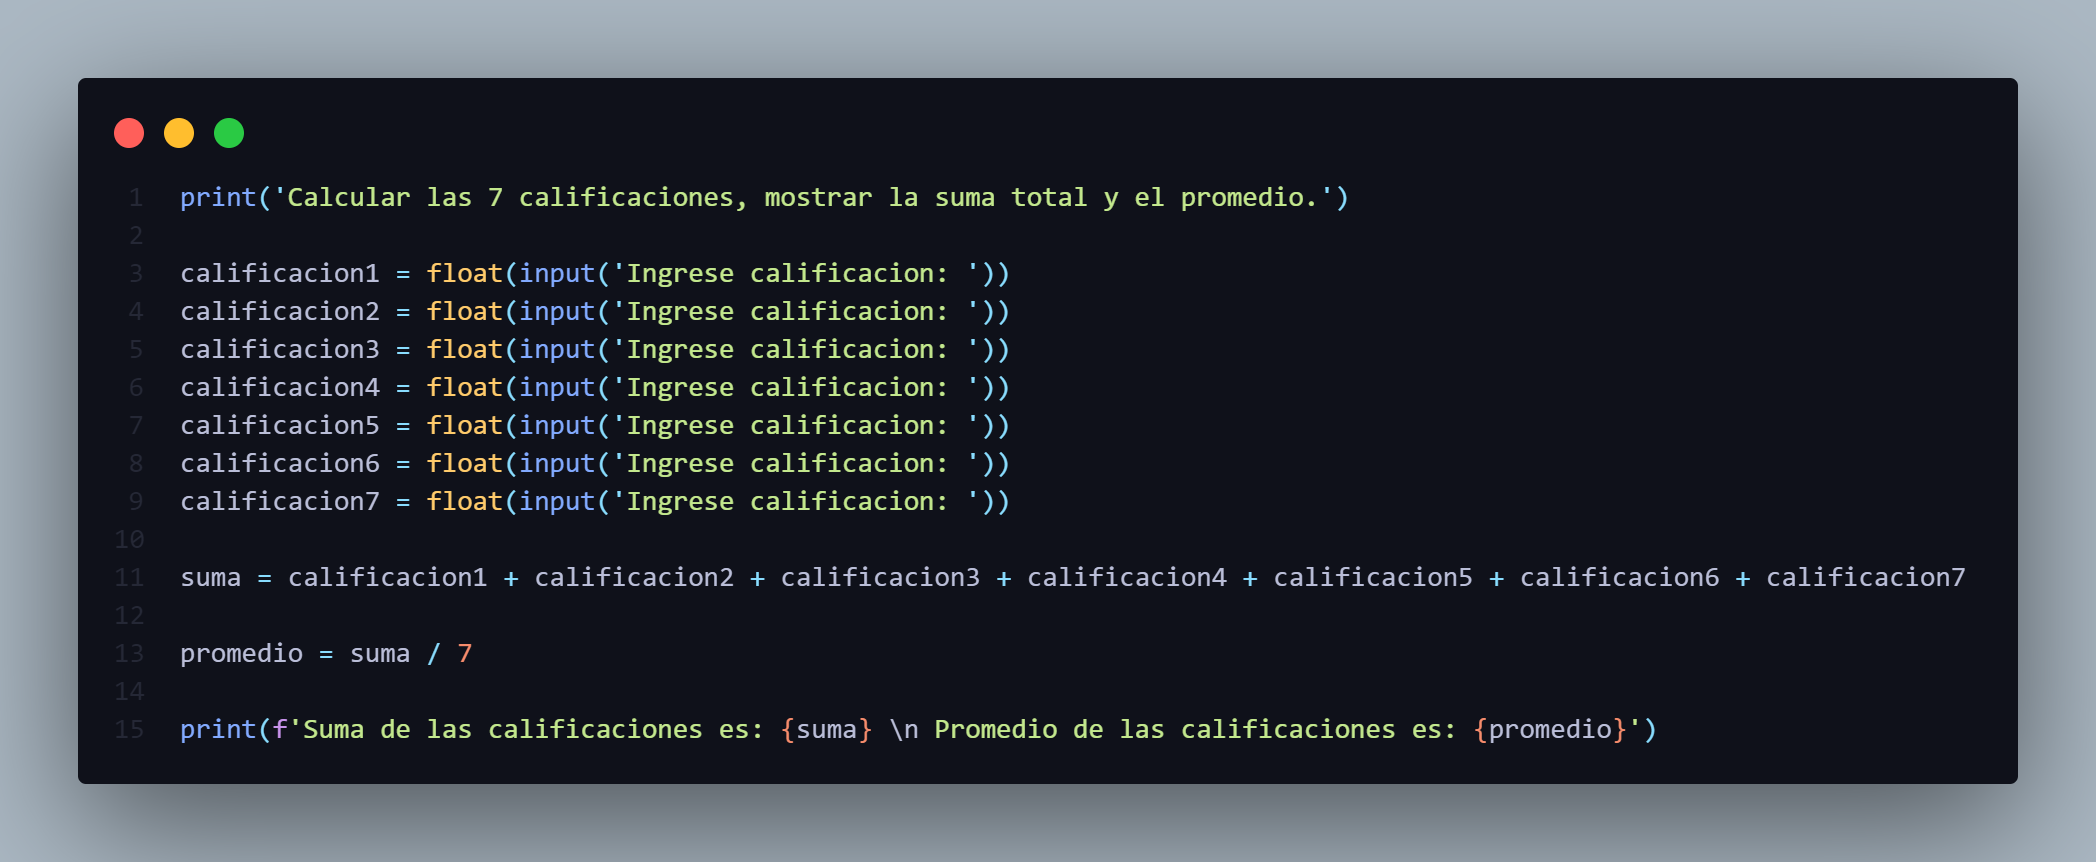 1 print('Calcular las 7 calificaciones, mostrar la suma total y el promedio.')
2
3 calificacion1 = float(input('Ingrese calificacion: '))
4 calificacion2 = float(input('Ingrese calificacion: '))
5 calificacion3 = float(input('Ingrese calificacion: '))
6 calificacion4 = float(input('Ingrese calificacion: '))
7 calificacion5 = float(input('Ingrese calificacion: '))
8 calificacion6 = float(input('Ingrese calificacion: '))
9 calificacion7 = float(input('Ingrese calificacion: '))
10
11 suma = calificacion1 + calificacion2 + calificacion3 + calificacion4 + calificacion5 + calificacion6 + calificacion7
12
13 promedio = suma / 7
14
15 print(f'Suma de las calificaciones es: {suma} \n Promedio de las calificaciones es: {promedio}')